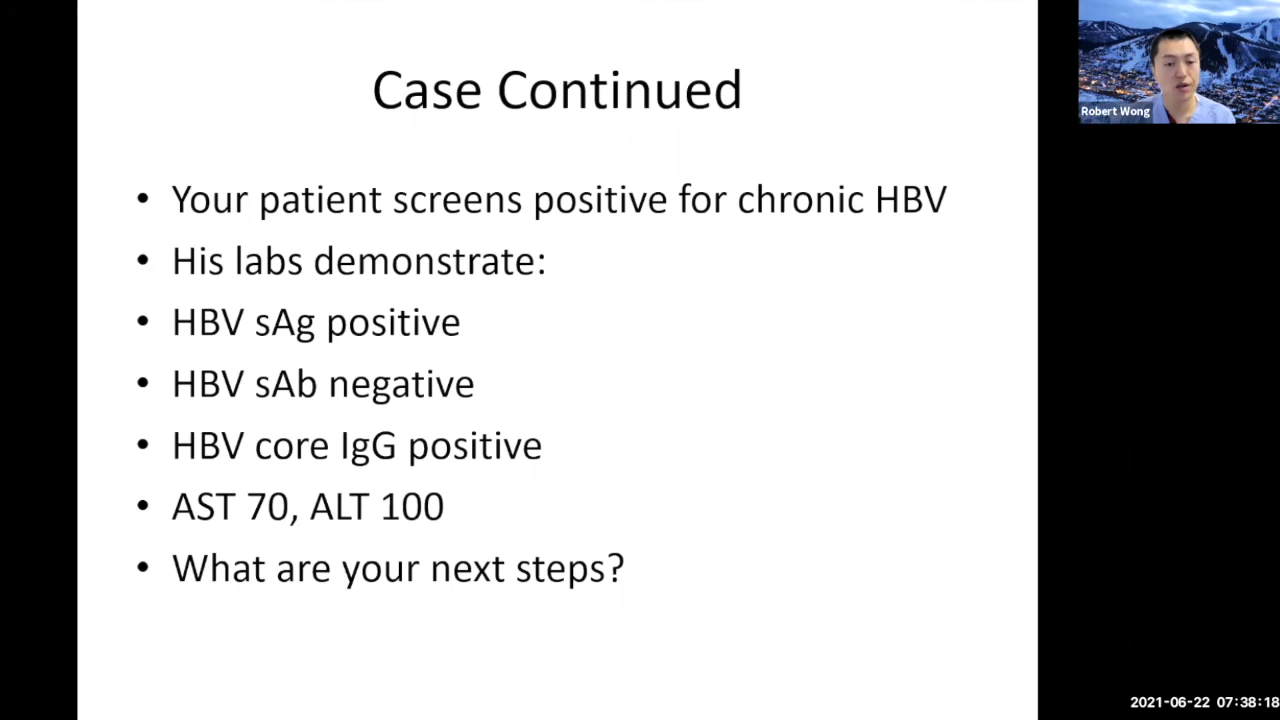 Case Continued
• Your patient screens positive for chronic HBV
• His labs demonstrate:
• HBV sAg positive
• HBV sAb negative
• HBV core IgG positive
• AST 70, ALT 100
• What are your next steps?
Robert Wong
2021-06-22 07:38:18